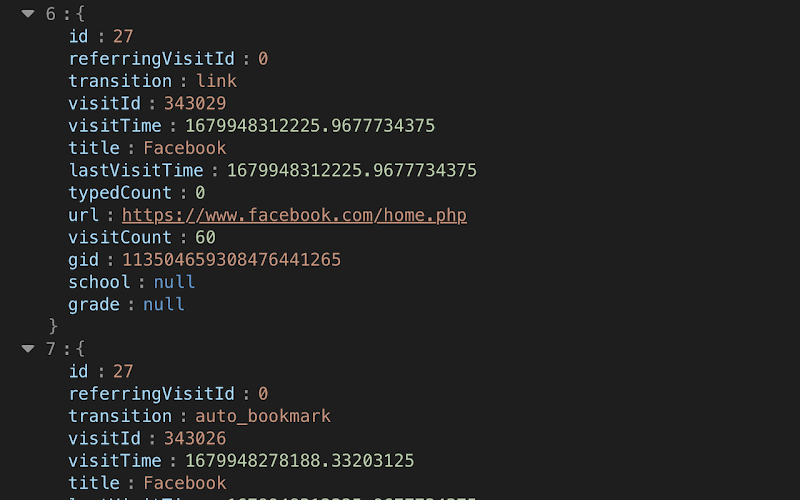 6:{
id : 27
referringVisitId : 0
transition : link
visitId : 343029
visitTime : 1679948312225.9677734375
title : Facebook
lastVisitTime : 1679948312225.9677734375
typedCount : 0
url : https://www.facebook.com/home.php
visitCount : 60
gid : 113504659308476441265
school : null
grade : null
}
7:{
id : 27
referringVisitId : 0
transition : auto_bookmark
visitId : 343026
visitTime : 1679948278188.33203125
title : Facebook